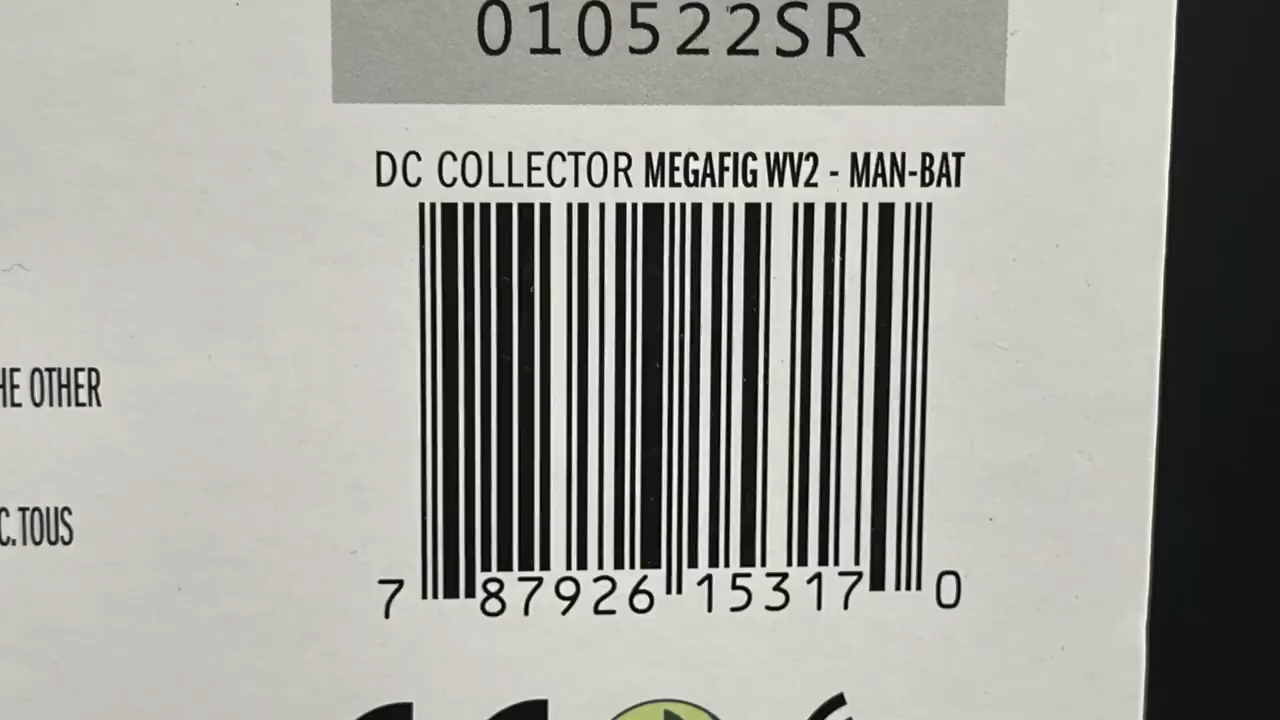 010522SR
DC COLLECTOR MEGAFIG WV2 - MAN-BAT
HE OTHER
C.TOUS
7 87926 15317 0